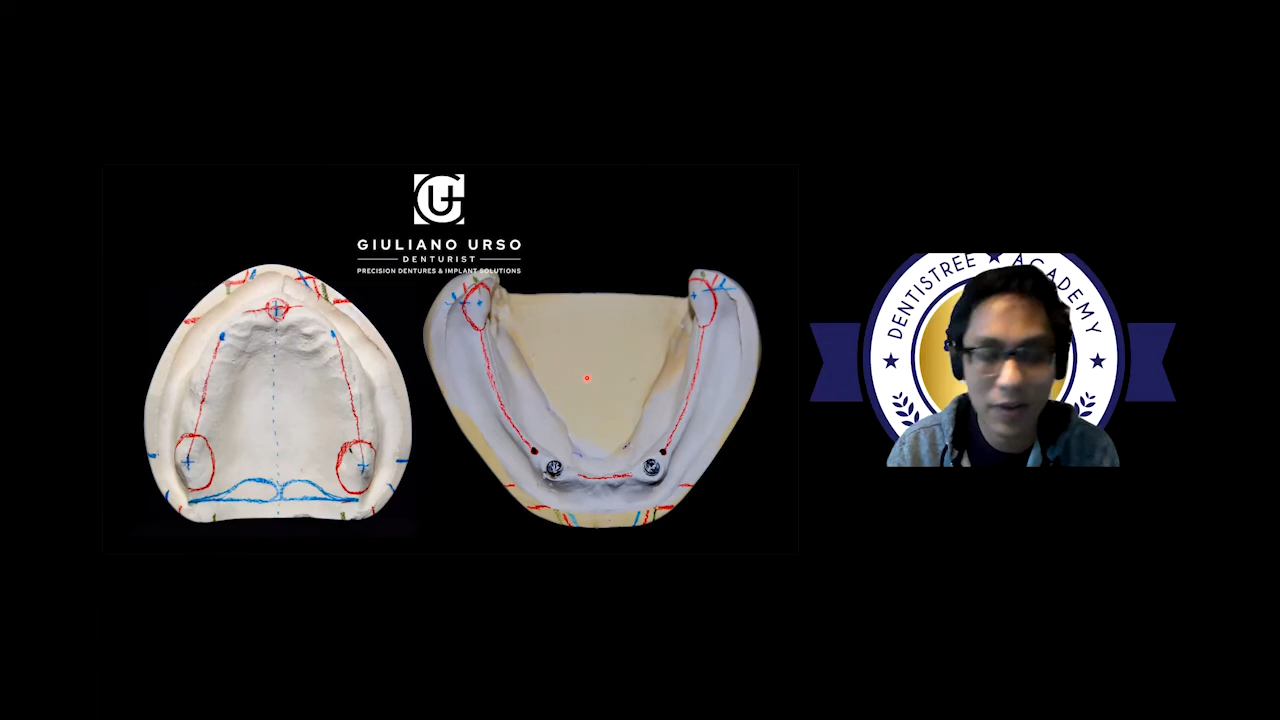 GIULIANO URSO
DENTURIST
PRECISION DENTURES & IMPLANT SOLUTIONS
DENTISTREE ★ ACADEMY